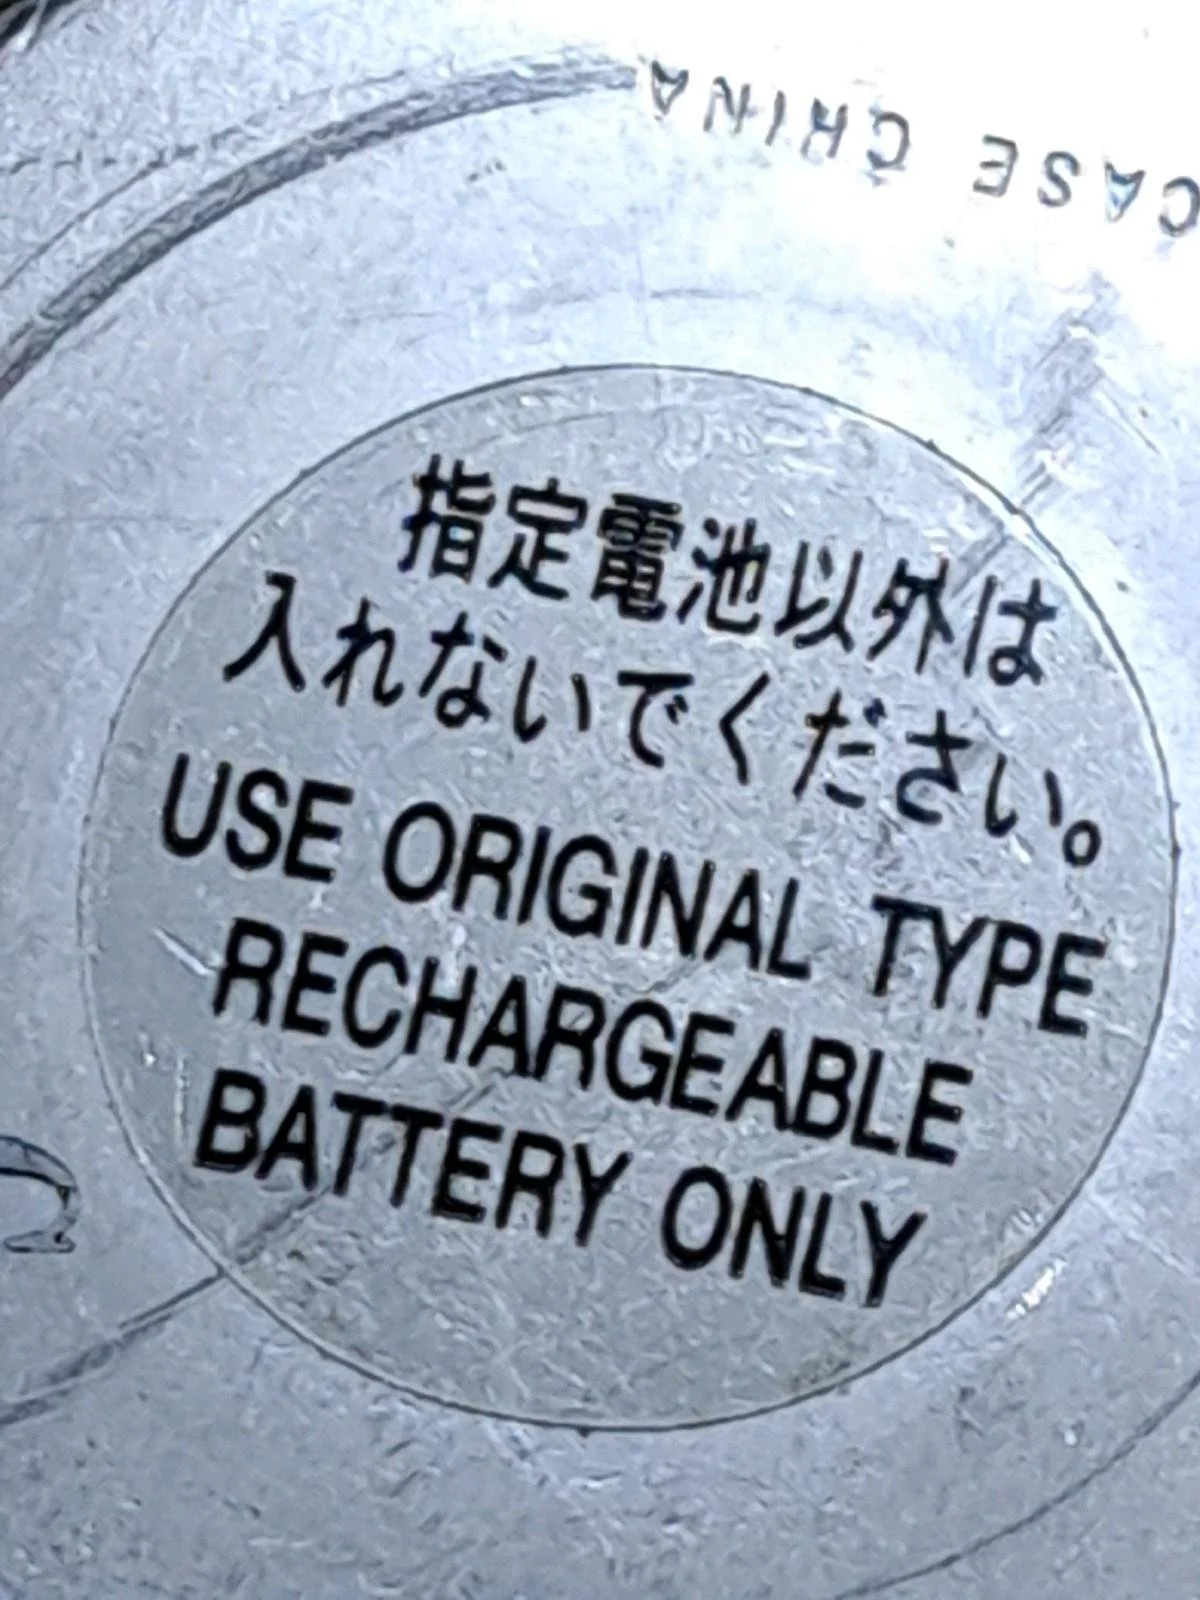 CASE CHINA
指定電池以外は
入れないでください。
USE ORIGINAL TYPE
RECHARGEABLE
BATTERY ONLY